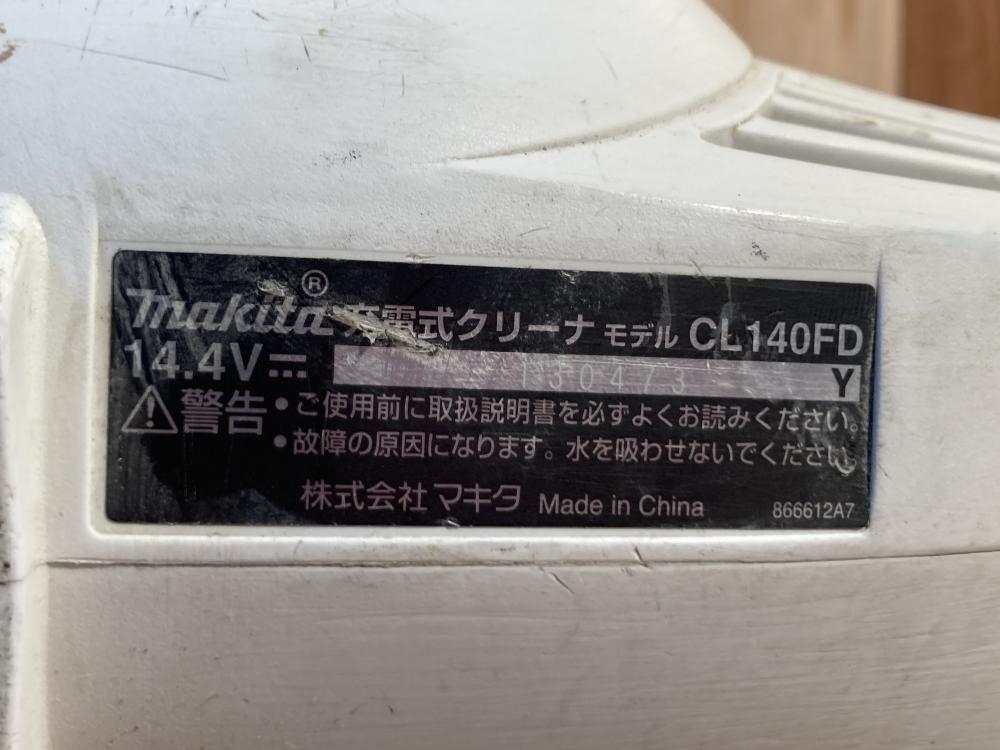 makita® 充電式クリーナ モデル CL140FD
14.4V⎓ 130473 Y
⚠警告 •ご使用前に取扱説明書を必ずよくお読みください。
•故障の原因になります。水を吸わせないでください。
株式会社 マキタ Made in China 866612A7